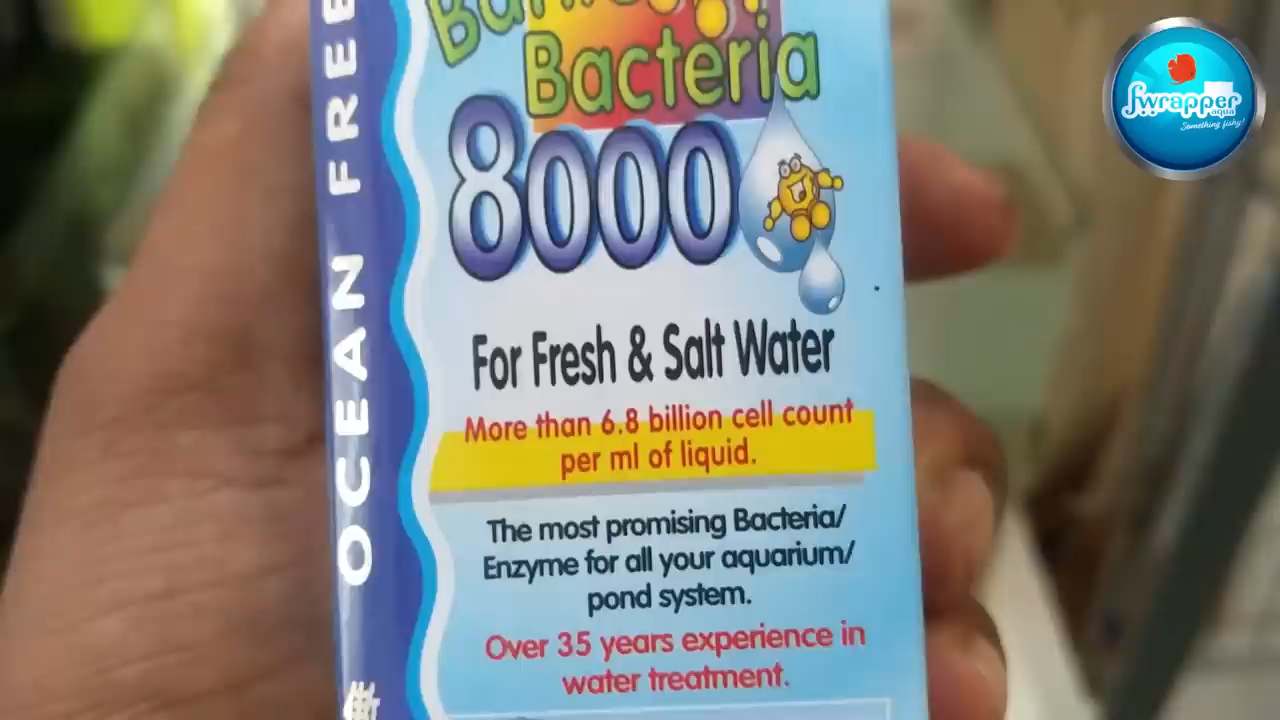 OCEAN FREE
Bacteria
8000
For Fresh & Salt Water
More than 6.8 billion cell count
per ml of liquid.
The most promising Bacteria/
Enzyme for all your aquarium/
pond system.
Over 35 years experience in
water treatment.
fwrapper
aqua
Something fishy!